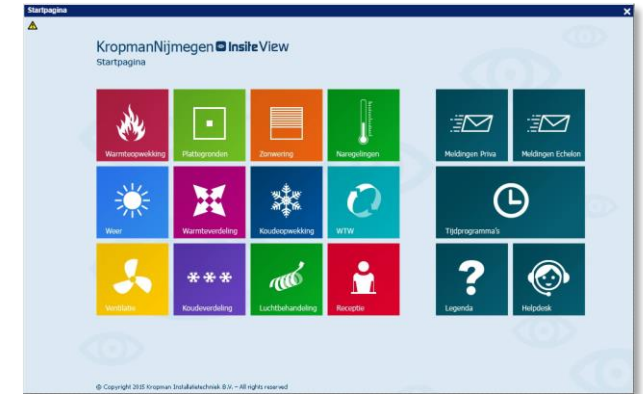 Startpagina
KropmanNijmegen InsiteView
Startpagina
Warmteopwekking
Plattegronden
Zonwering
Naregelingen
Meldingen Priva
Meldingen Echelon
Weer
Warmteverdeling
Koudeopwekking
WTW
Tijdprogramma's
Ventilatie
Koudeverdeling
Luchtbehandeling
Receptie
Legenda
Helpdesk
@ Copyright 2015 Kropman Installatietechniek B.V. – All rights reserved